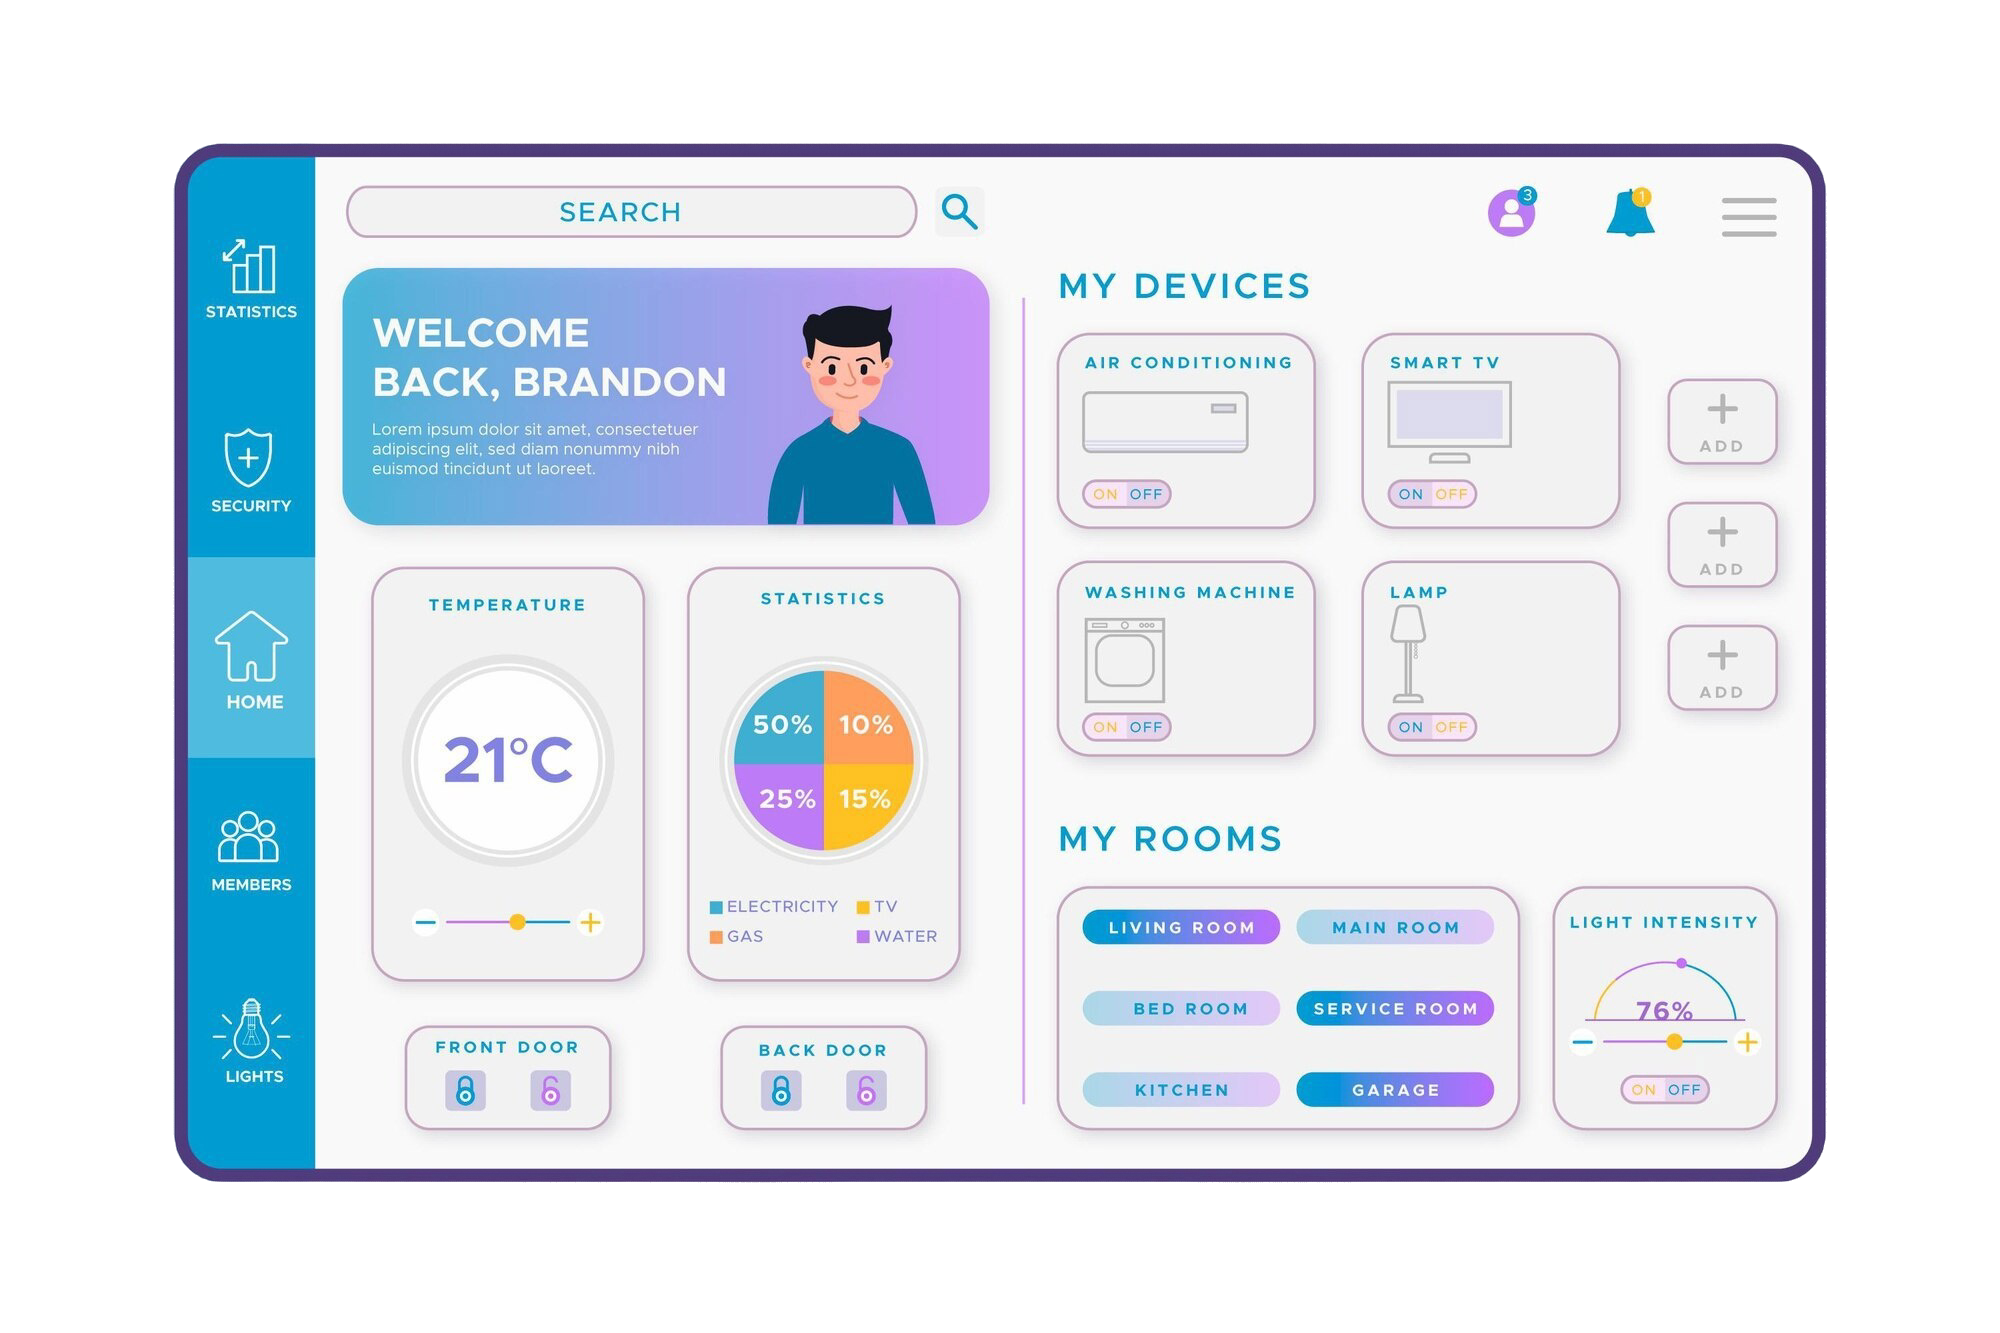 STATISTICS
SECURITY
HOME
MEMBERS
LIGHTS
SEARCH
3
1
WELCOME
BACK, BRANDON
Lorem ipsum dolor sit amet, consectetuer
adipiscing elit, sed diam nonummy nibh
euismod tincidunt ut laoreet.
TEMPERATURE
21°C
STATISTICS
50% 10%
25% 15%
ELECTRICITY TV
GAS WATER
FRONT DOOR
BACK DOOR
MY DEVICES
AIR CONDITIONING
ON OFF
SMART TV
ON OFF
WASHING MACHINE
ON OFF
LAMP
ON OFF
ADD
ADD
ADD
MY ROOMS
LIVING ROOM MAIN ROOM
BED ROOM SERVICE ROOM
KITCHEN GARAGE
LIGHT INTENSITY
76%
ON OFF